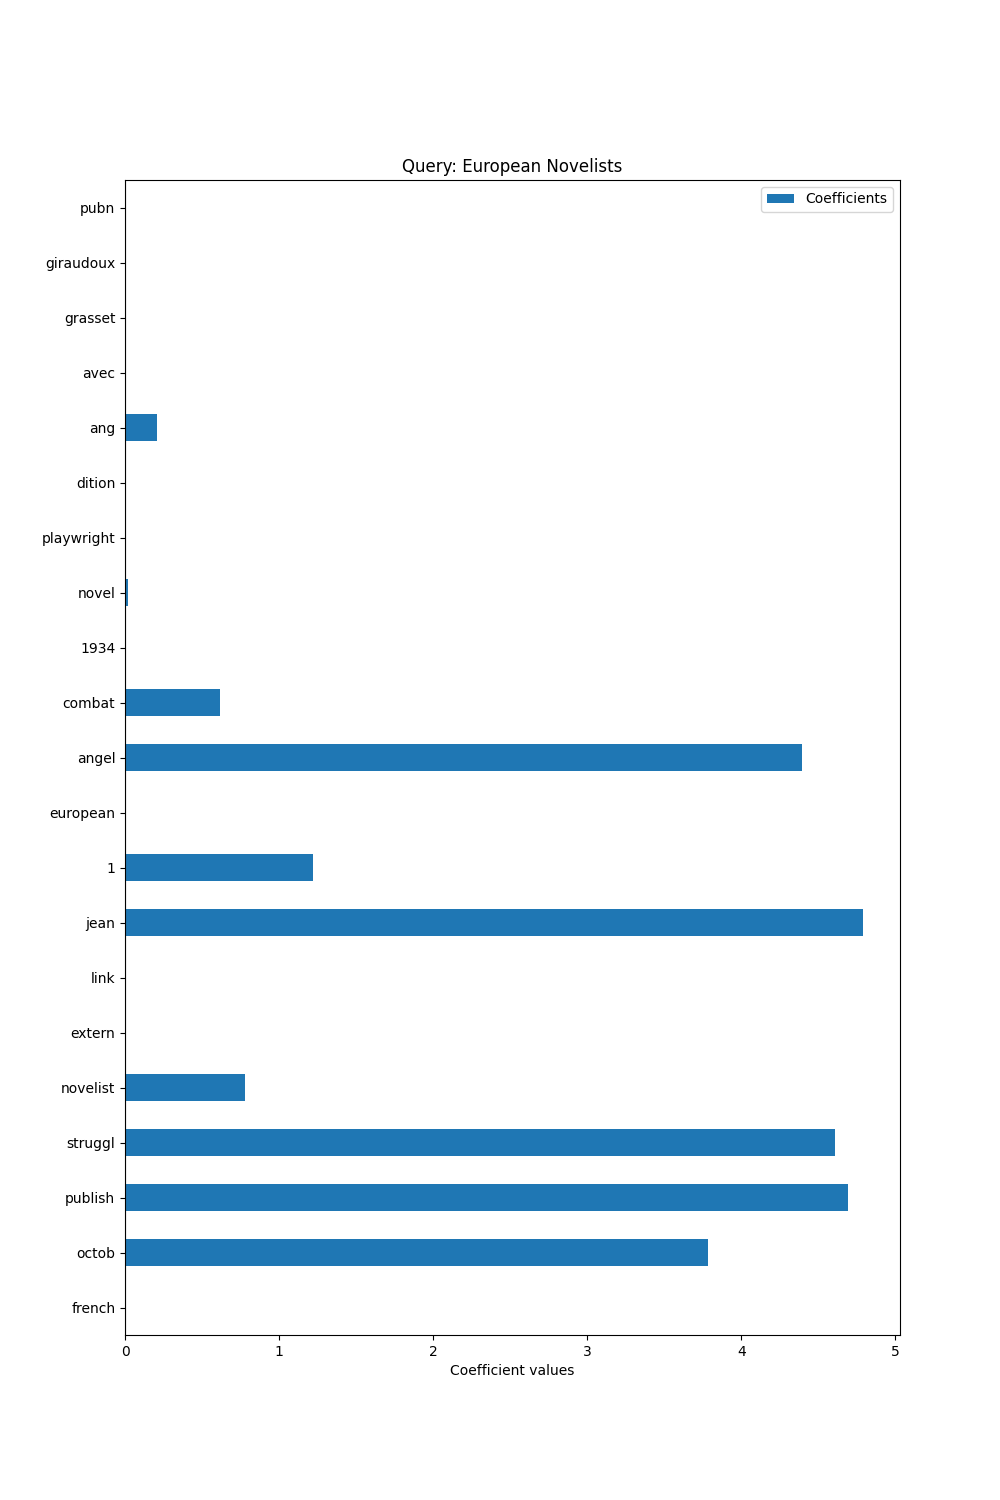 Query: European Novelists
Coefficients
pubn
giraudoux
grasset
avec
ang
dition
playwright
novel
1934
combat
angel
european
1
jean
link
extern
novelist
struggl
publish
octob
french
0 1 2 3 4 5
Coefficient values